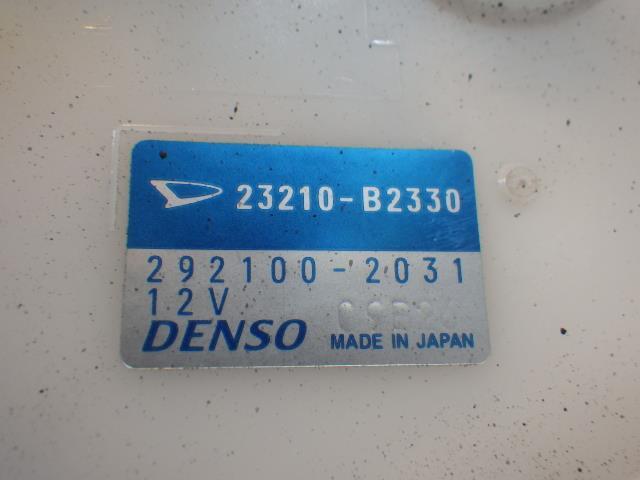 23210-B2330
292100-2031
12V
DENSO MADE IN JAPAN